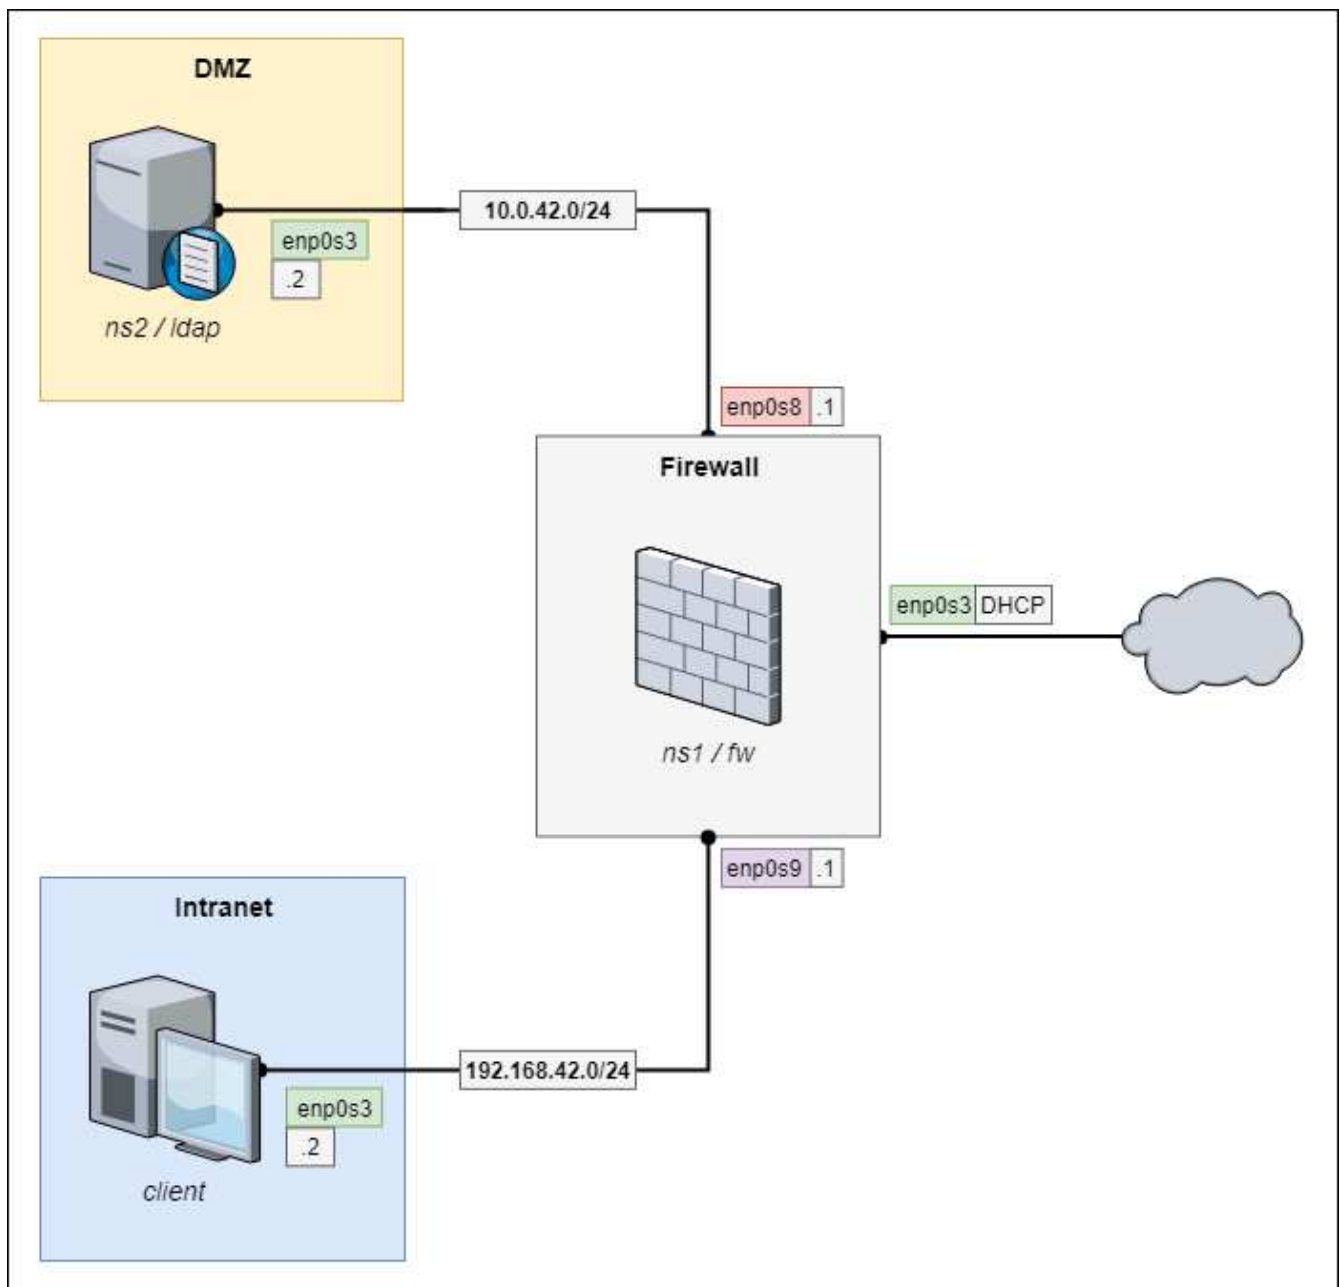 DMZ
10.0.42.0/24
enp0s3
.2
ns2 / ldap
enp0s8 .1
Firewall
enp0s3 DHCP
ns1 / fw
enp0s9 .1
Intranet
192.168.42.0/24
enp0s3
.2
client